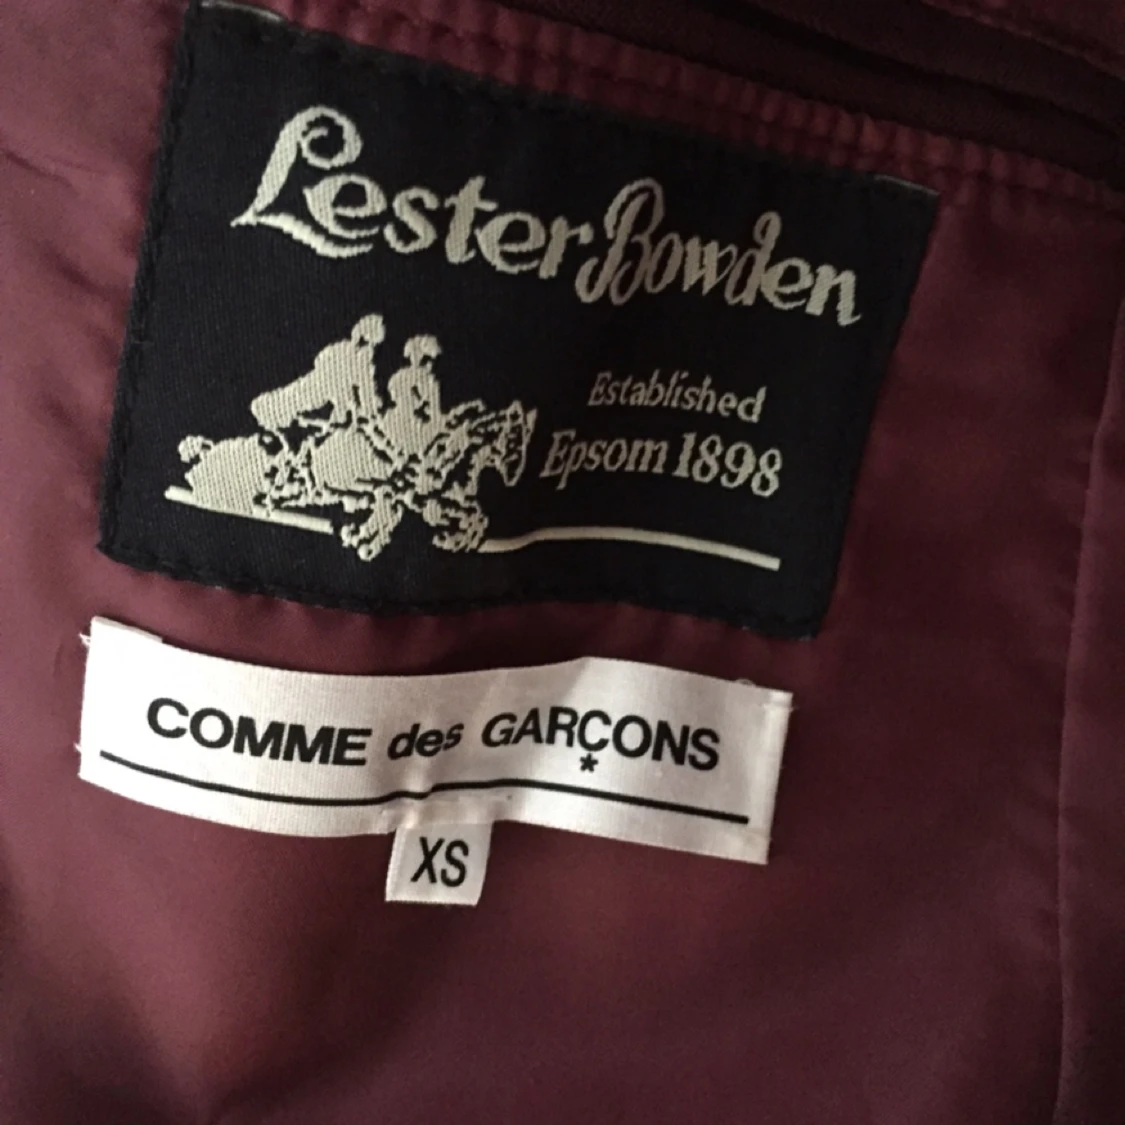 Lester Bowden
Established
Epsom 1898
COMME des GARÇONS
*
XS